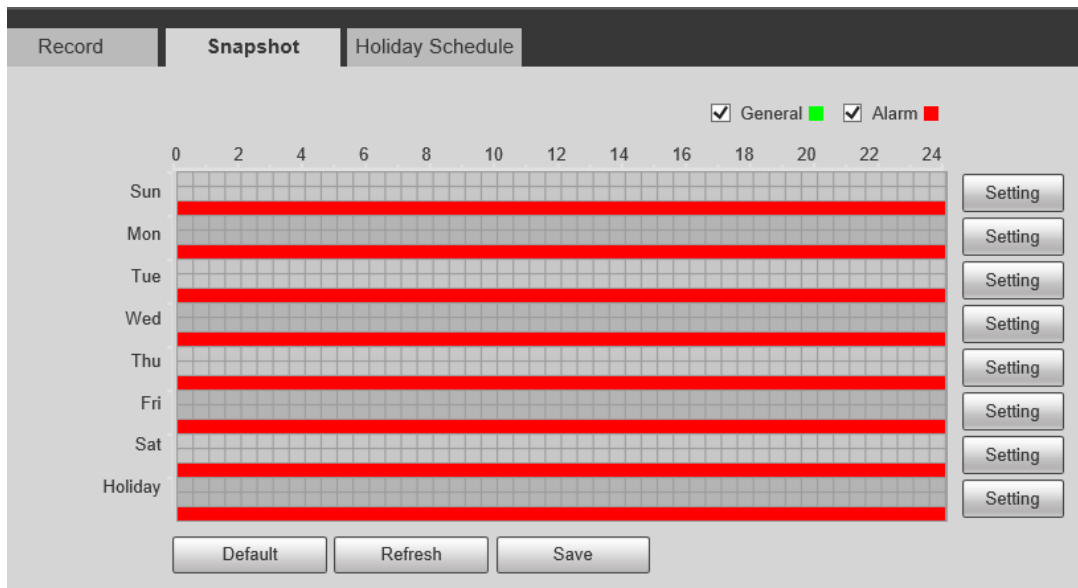 Record Snapshot Holiday Schedule
General Alarm
0 2 4 6 8 10 12 14 16 18 20 22 24
Sun Setting
Mon Setting
Tue Setting
Wed Setting
Thu Setting
Fri Setting
Sat Setting
Holiday Setting
Default Refresh Save